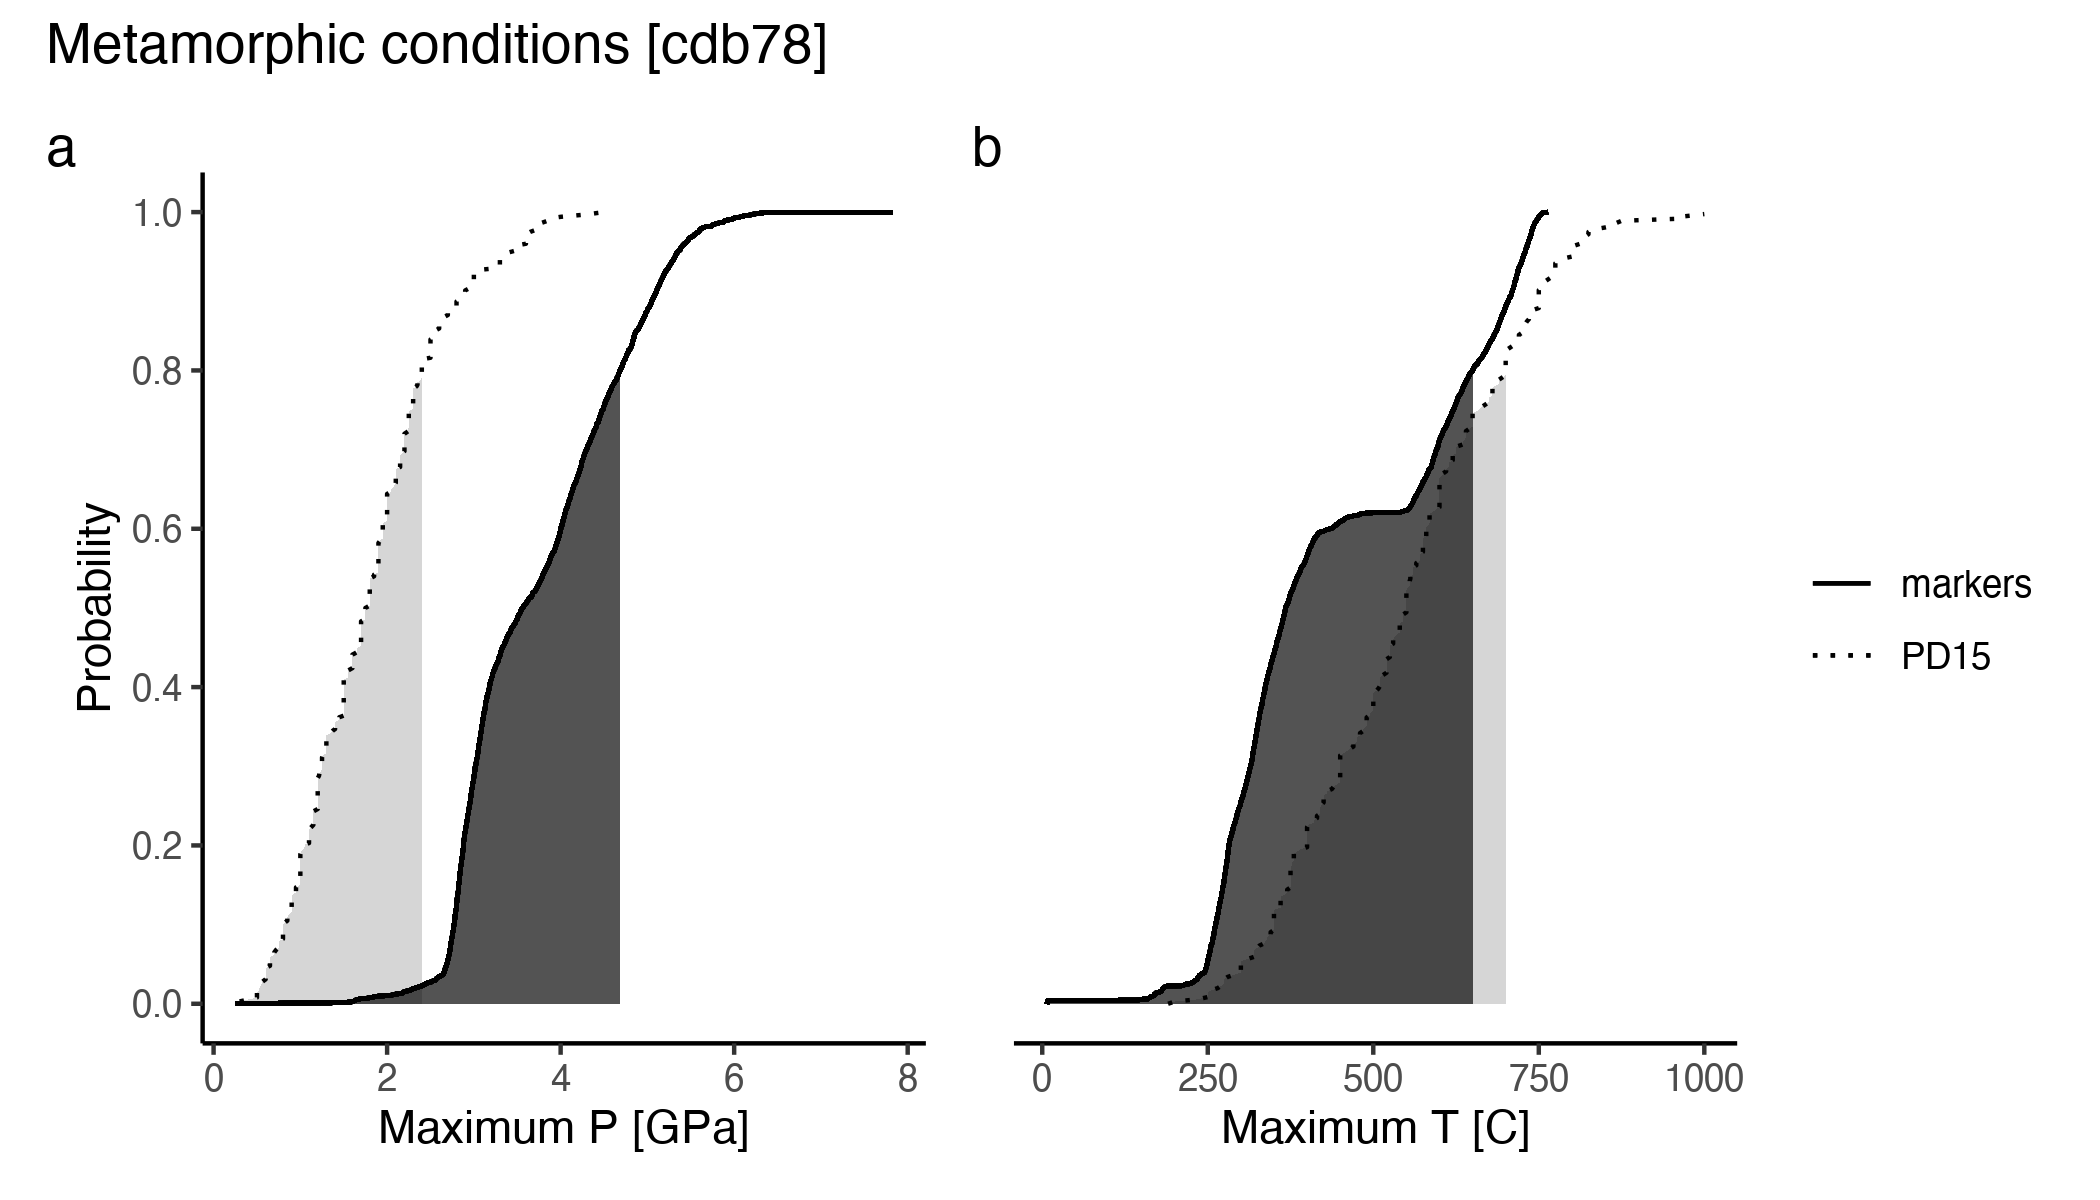 Metamorphic conditions [cdb78]
a
b
Probability
1.0
0.8
0.6
0.4
0.2
0.0
0 2 4 6 8
Maximum P [GPa]
0 250 500 750 1000
Maximum T [C]
markers
PD15